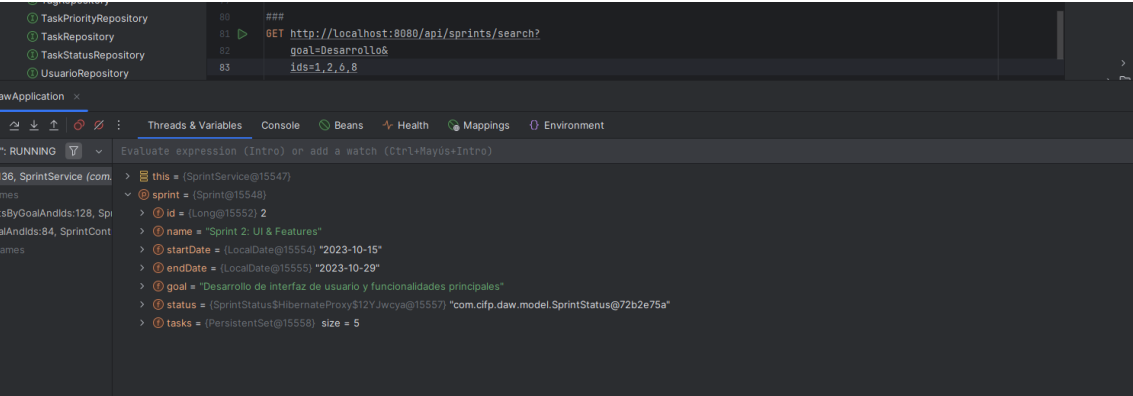 TagRepository
TaskPriorityRepository
TaskRepository
TaskStatusRepository
UsuarioRepository
80 ###
81 GET http://localhost:8080/api/sprints/search?
82 goal=Desarrollo&
83 ids=1,2,6,8
awApplication ×
Threads & Variables Console Beans Health Mappings Environment
": RUNNING
Evaluate expression (Intro) or add a watch (Ctrl+Mayús+Intro)
136, SprintService (com.
mes
tsByGoalAndIds:128, Spr
alAndIds:84, SprintCont
ames
this = {SprintService@15547}
sprint = {Sprint@15548}
id = {Long@15552} 2
name = "Sprint 2: UI & Features"
startDate = {LocalDate@15554} "2023-10-15"
endDate = {LocalDate@15555} "2023-10-29"
goal = "Desarrollo de interfaz de usuario y funcionalidades principales"
status = {SprintStatus$HibernateProxy$12YJwcya@15557} "com.cifp.daw.model.SprintStatus@72b2e75a"
tasks = {PersistentSet@15558} size = 5